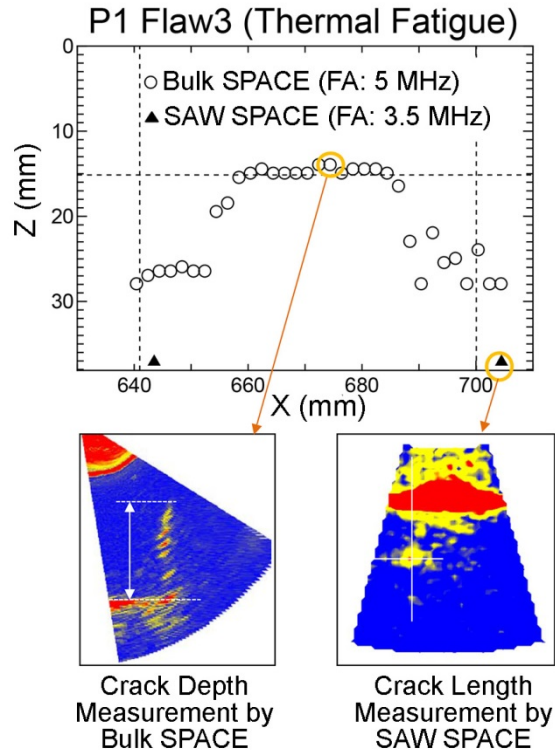 P1 Flaw3 (Thermal Fatigue)
0
10
20
30
Z (mm)
Bulk SPACE (FA: 5 MHz)
SAW SPACE (FA: 3.5 MHz)
640
660
680
700
X (mm)
Crack Depth
Measurement by
Bulk SPACE
Crack Length
Measurement by
SAW SPACE